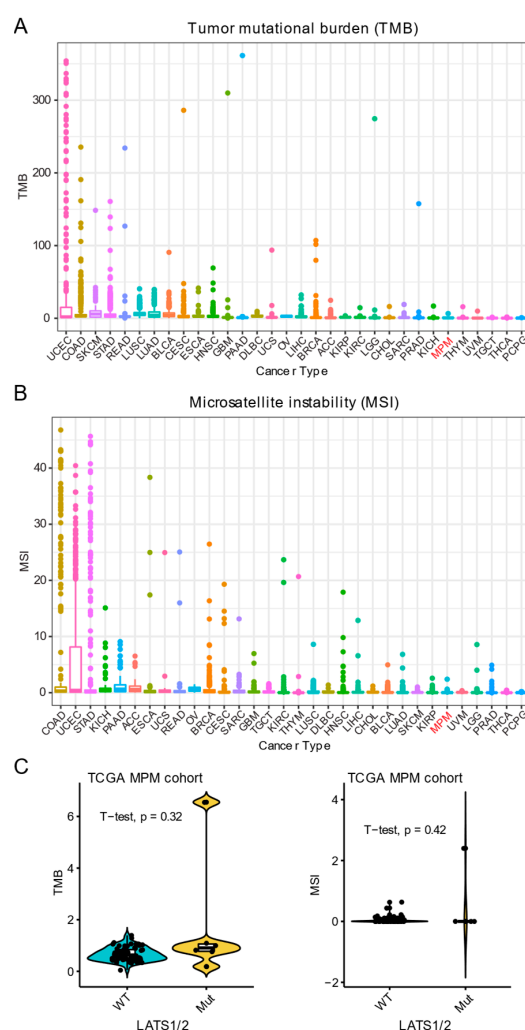 A
Tumor mutational burden (TMB)
300
200
100
0
TMB
UCEC COAD SKCM STAD READ LUSC LUAD BLCA CESC ESCA HNSC GBM PAAD DLBC UCS OV LIHC BRCA ACC KIRP KIRC LGG CHOL SARC PRAD KICH MPM THYM UVM TGCT THCA PCPG
Cancer Type
B
Microsatellite instability (MSI)
40
30
20
10
0
MSI
COAD UCEC STAD KICH PAAD ACC ESCA UCS READ OV BRCA CESC SARC GBM TGCT KIRC THYM LUSC DLBC HNSC LIHC CHOL BLCA LUAD SKCM KIRP MPM UVM LGG PRAD THCA PCPG
Cancer Type
C
TCGA MPM cohort
T-test, p = 0.32
6
4
2
0
TMB
WT Mut
LATS1/2
TCGA MPM cohort
T-test, p = 0.42
4
2
0
−2
MSI
WT Mut
LATS1/2